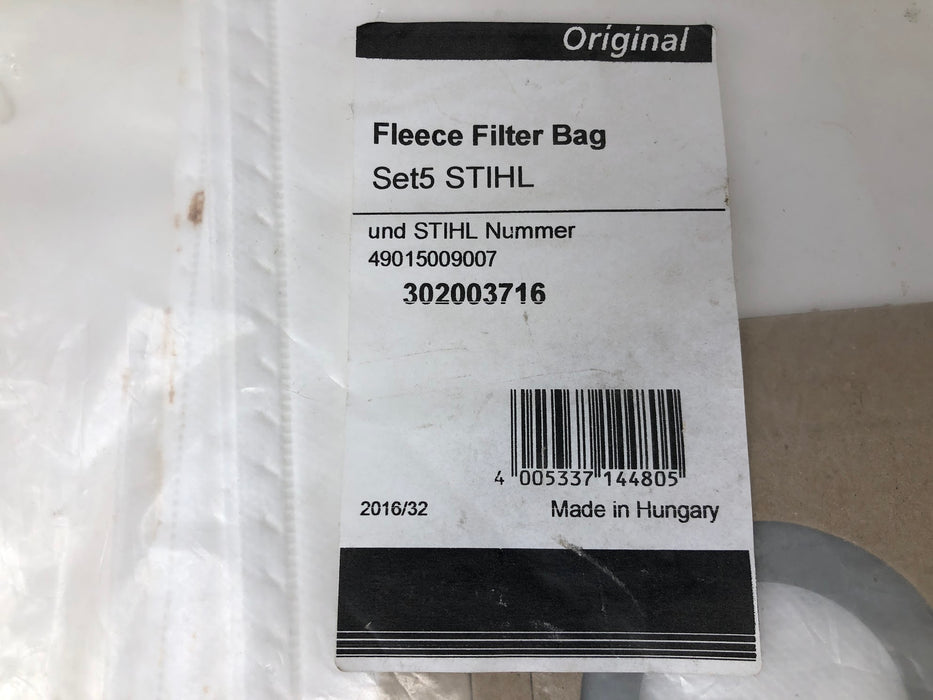 Original
Fleece Filter Bag
Set5 STIHL
und STIHL Nummer
49015009007
302003716
4 005337 144805
2016/32
Made in Hungary